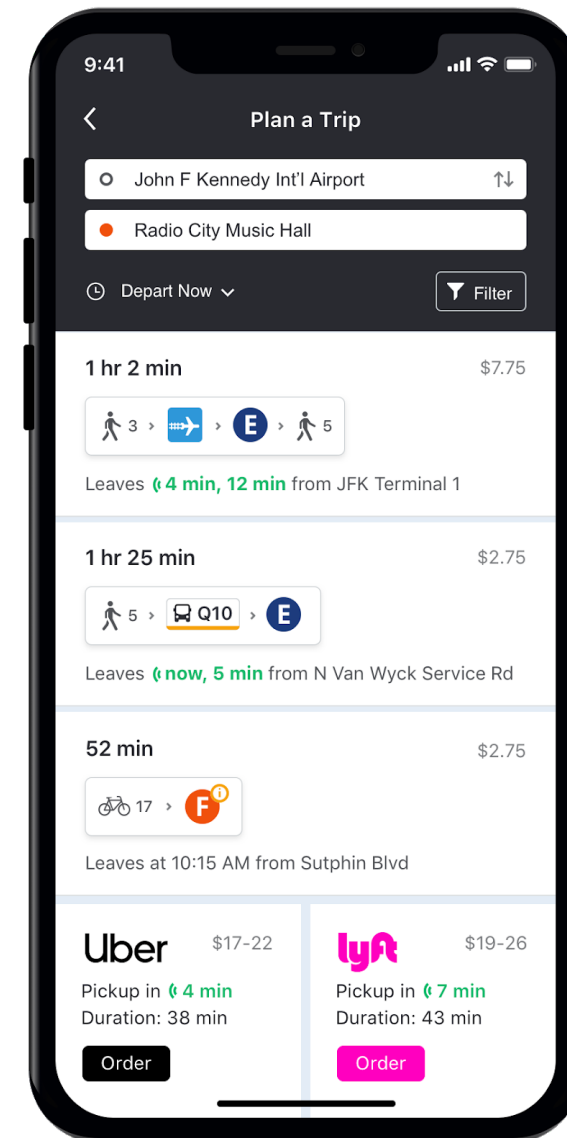 9:41
Plan a Trip
John F Kennedy Int'l Airport
Radio City Music Hall
Depart Now
Filter
1 hr 2 min $7.75
3 E 5
Leaves 4 min, 12 min from JFK Terminal 1
1 hr 25 min $2.75
5 Q10 E
Leaves now, 5 min from N Van Wyck Service Rd
52 min $2.75
17 F i
Leaves at 10:15 AM from Sutphin Blvd
Uber $17-22
Pickup in 4 min
Duration: 38 min
Order
lyft $19-26
Pickup in 7 min
Duration: 43 min
Order